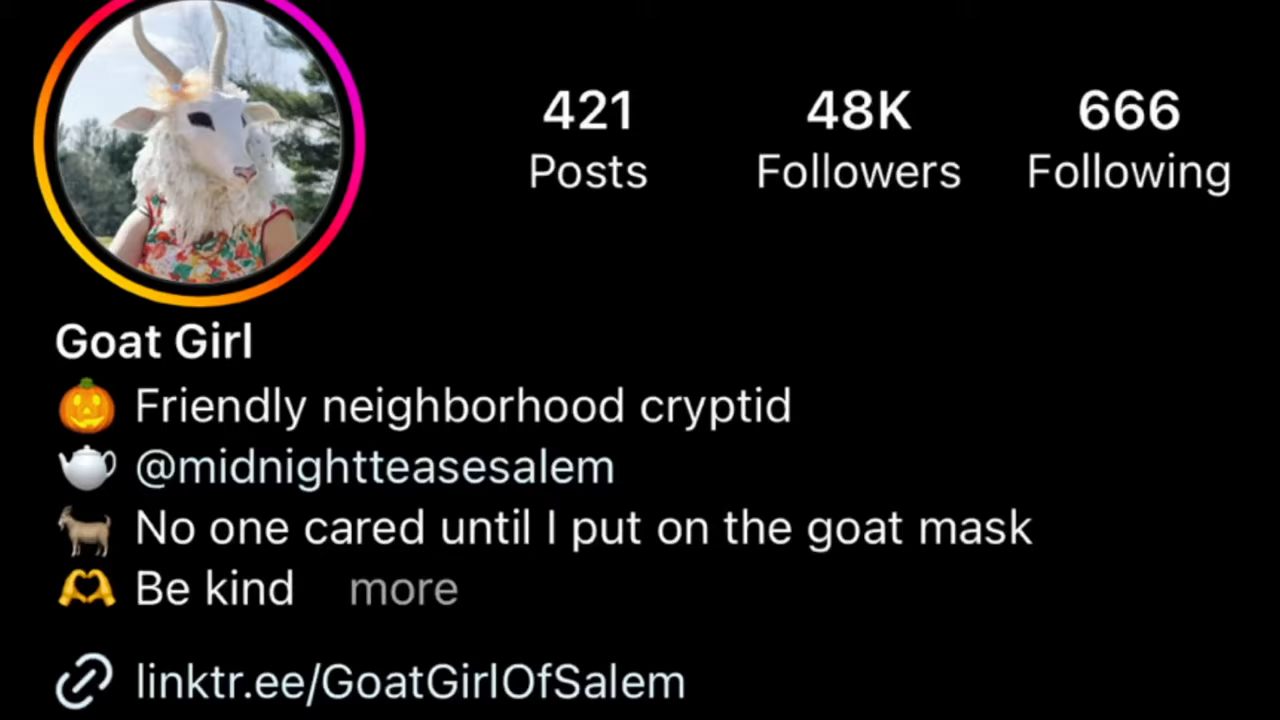 421 48K 666
Posts Followers Following
Goat Girl
🎃 Friendly neighborhood cryptid
🫖 @midnightteasesalem
🐐 No one cared until I put on the goat mask
🫶 Be kind more
linktr.ee/GoatGirlOfSalem